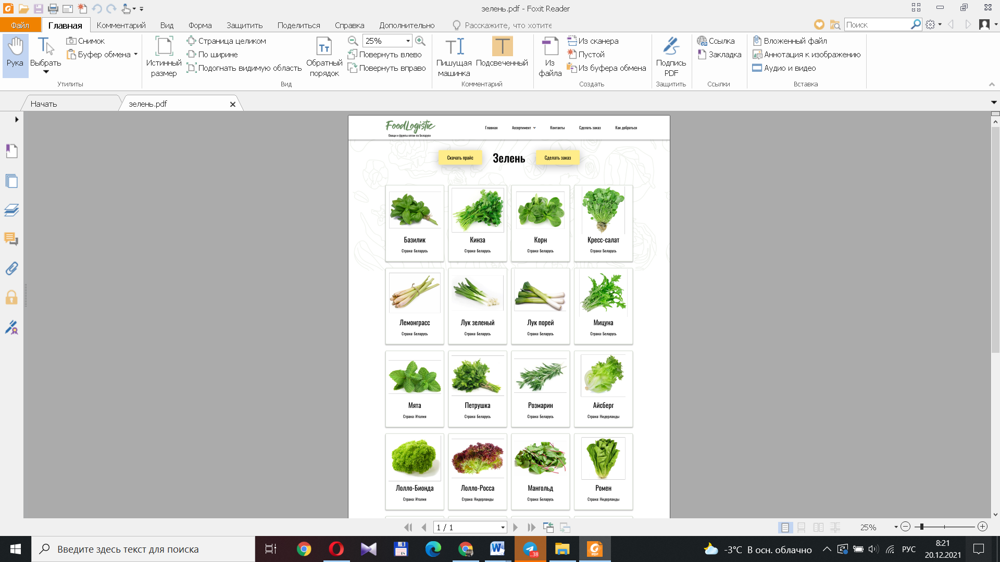 зелень.pdf - Foxit Reader
Файл Главная Комментарий Вид Форма Защитить Поделиться Справка Дополнительно Расскажите, что хотите Поиск
Рука
Выбрать
Снимок
Буфер обмена
Утилиты
Истинный размер
Страница целиком
По ширине
Подогнать видимую область
Обратный порядок
25%
Повернуть влево
Повернуть вправо
Вид
Пишущая машинка
Подсвеченный
Комментарий
Из файла
Из сканера
Пустой
Из буфера обмена
Создать
Подпись PDF
Защитить
Ссылка
Закладка
Ссылки
Вложенный файл
Аннотация к изображению
Аудио и видео
Вставка
Начать зелень.pdf
FoodLogistic
Овощи и фрукты оптом по Беларуси
Главная Ассортимент Контакты Сделать заказ Как добраться
Скачать прайс Зелень Сделать заказ
Базилик Кинза Корн Кресс-салат
Страна: Беларусь Страна: Беларусь Страна: Беларусь Страна: Беларусь
Лемонграсс Лук зеленый Лук порей Мицуна
Страна: Беларусь Страна: Беларусь Страна: Беларусь Страна: Беларусь
Мята Петрушка Розмарин Айсберг
Страна: Италия Страна: Беларусь Страна: Беларусь Страна: Нидерланды
Лолло-Бионда Лолло-Росса Мангольд Ромен
Страна: Италия Страна: Нидерланды Страна: Беларусь Страна: Нидерланды
1 / 1 25%
Введите здесь текст для поиска
64
..38
PDF
-3°C В осн. облачно
РУС
8:21
20.12.2021